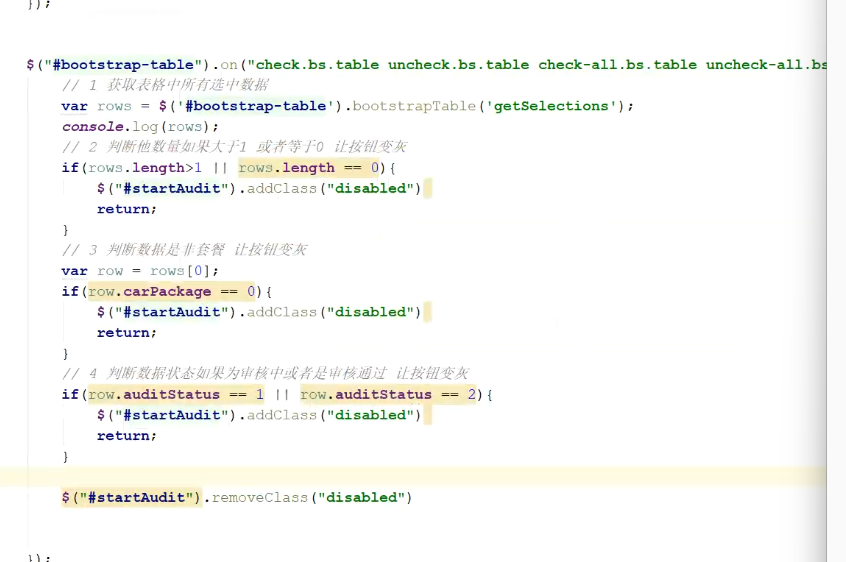 });
$("#bootstrap-table").on("check.bs.table uncheck.bs.table check-all.bs.table uncheck-all.bs
// 1 获取表格中所有选中数据
var rows = $('#bootstrap-table').bootstrapTable('getSelections');
console.log(rows);
// 2 判断他数量如果大于1 或者等于0 让按钮变灰
if(rows.length>1 || rows.length == 0){
$("#startAudit").addClass("disabled")
return;
}
// 3 判断数据是非套餐 让按钮变灰
var row = rows[0];
if(row.carPackage == 0){
$("#startAudit").addClass("disabled")
return;
}
// 4 判断数据状态如果为审核中或者是审核通过 让按钮变灰
if(row.auditStatus == 1 || row.auditStatus == 2){
$("#startAudit").addClass("disabled")
return;
}
$("#startAudit").removeClass("disabled")
});